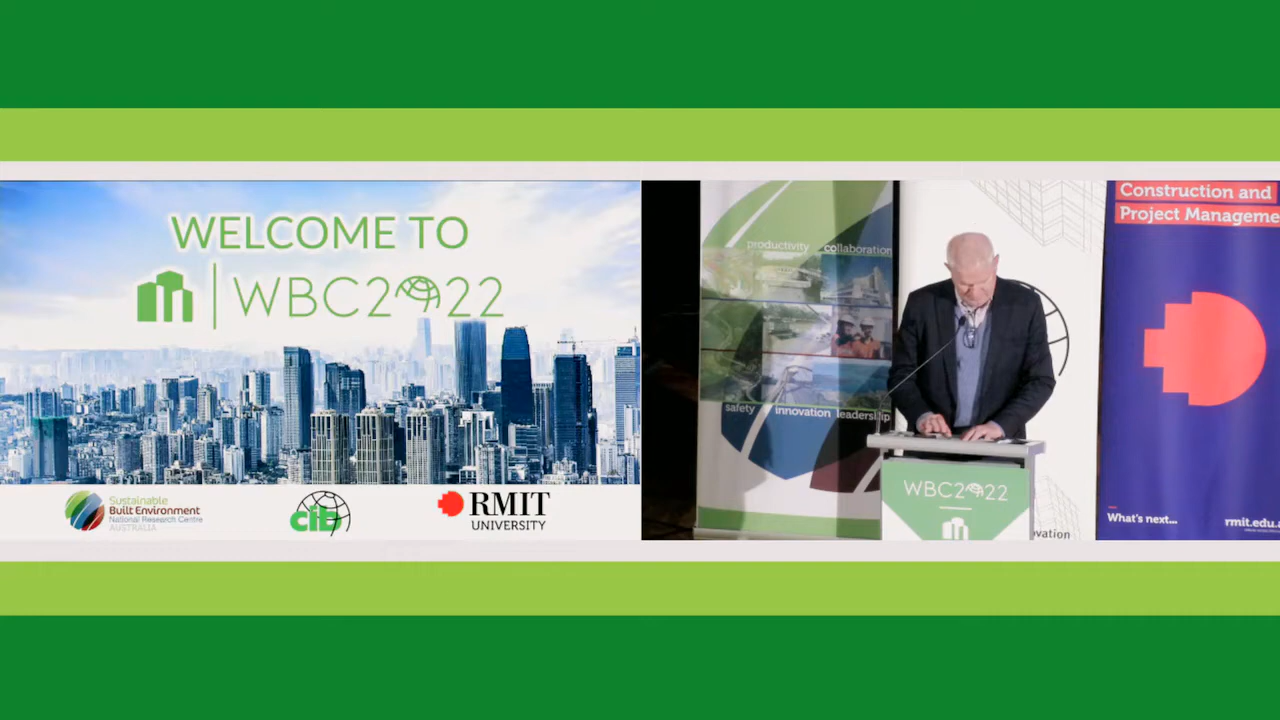 WELCOME TO
WBC2022
Sustainable
Built Environment
National Research Centre
AUSTRALIA
cib
RMIT
UNIVERSITY
productivity collaboration
safety innovation leadership
Construction and
Project Manageme
WBC2022
What's next...
rmit.edu.a
ovation